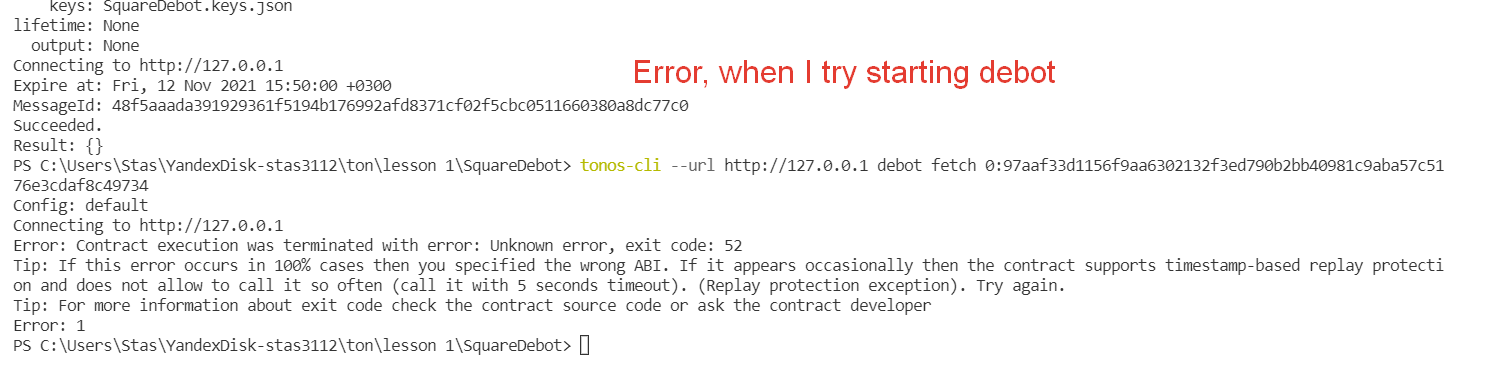 keys: SquareDebot.keys.json
lifetime: None
output: None
Connecting to http://127.0.0.1
Error, when I try starting debot
Expire at: Fri, 12 Nov 2021 15:50:00 +0300
MessageId: 48f5aaada391929361f5194b176992afd8371cf02f5cbc0511660380a8dc77c0
Succeeded.
Result: {}
PS C:\Users\Stas\YandexDisk-stas3112\ton\lesson 1\SquareDebot> tonos-cli --url http://127.0.0.1 debot fetch 0:97aaf33d1156f9aa6302132f3ed790b2bb40981c9aba57c51
76e3cdaf8c49734
Config: default
Connecting to http://127.0.0.1
Error: Contract execution was terminated with error: Unknown error, exit code: 52
Tip: If this error occurs in 100% cases then you specified the wrong ABI. If it appears occasionally then the contract supports timestamp-based replay protecti
on and does not allow to call it so often (call it with 5 seconds timeout). (Replay protection exception). Try again.
Tip: For more information about exit code check the contract source code or ask the contract developer
Error: 1
PS C:\Users\Stas\YandexDisk-stas3112\ton\lesson 1\SquareDebot>